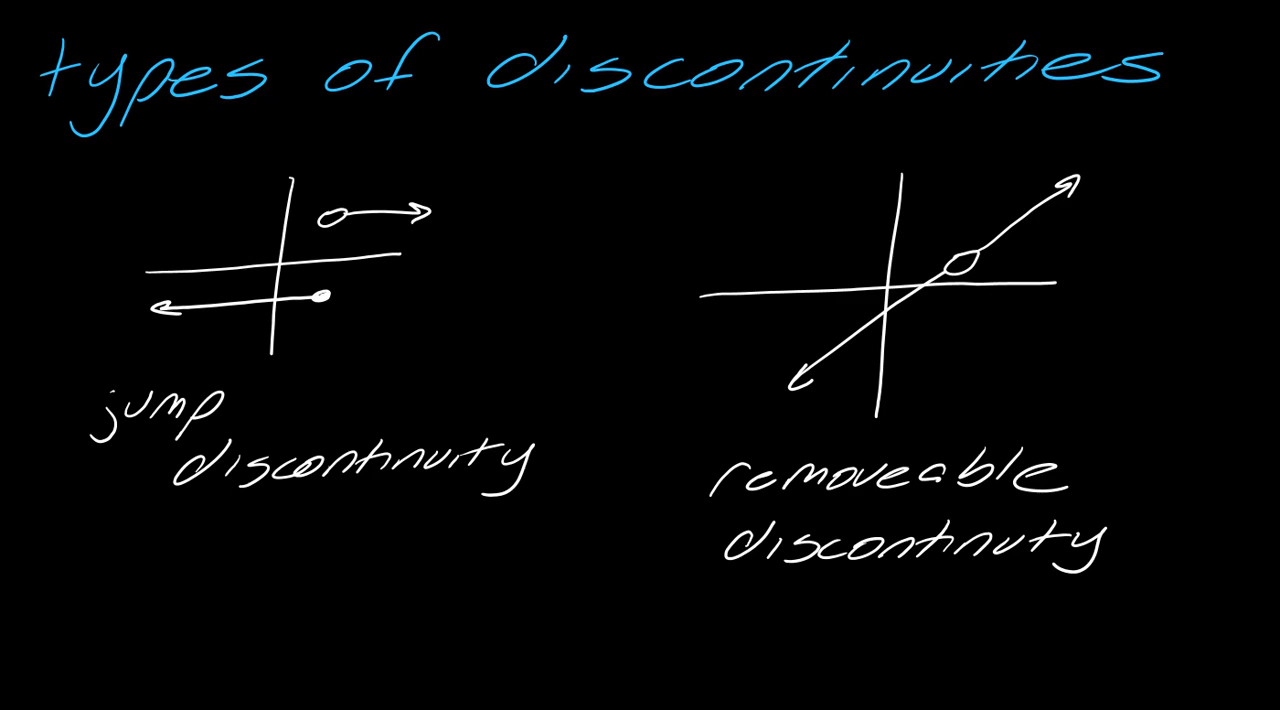 types of discontinuities
jump
discontinuity
removeable
discontinuty